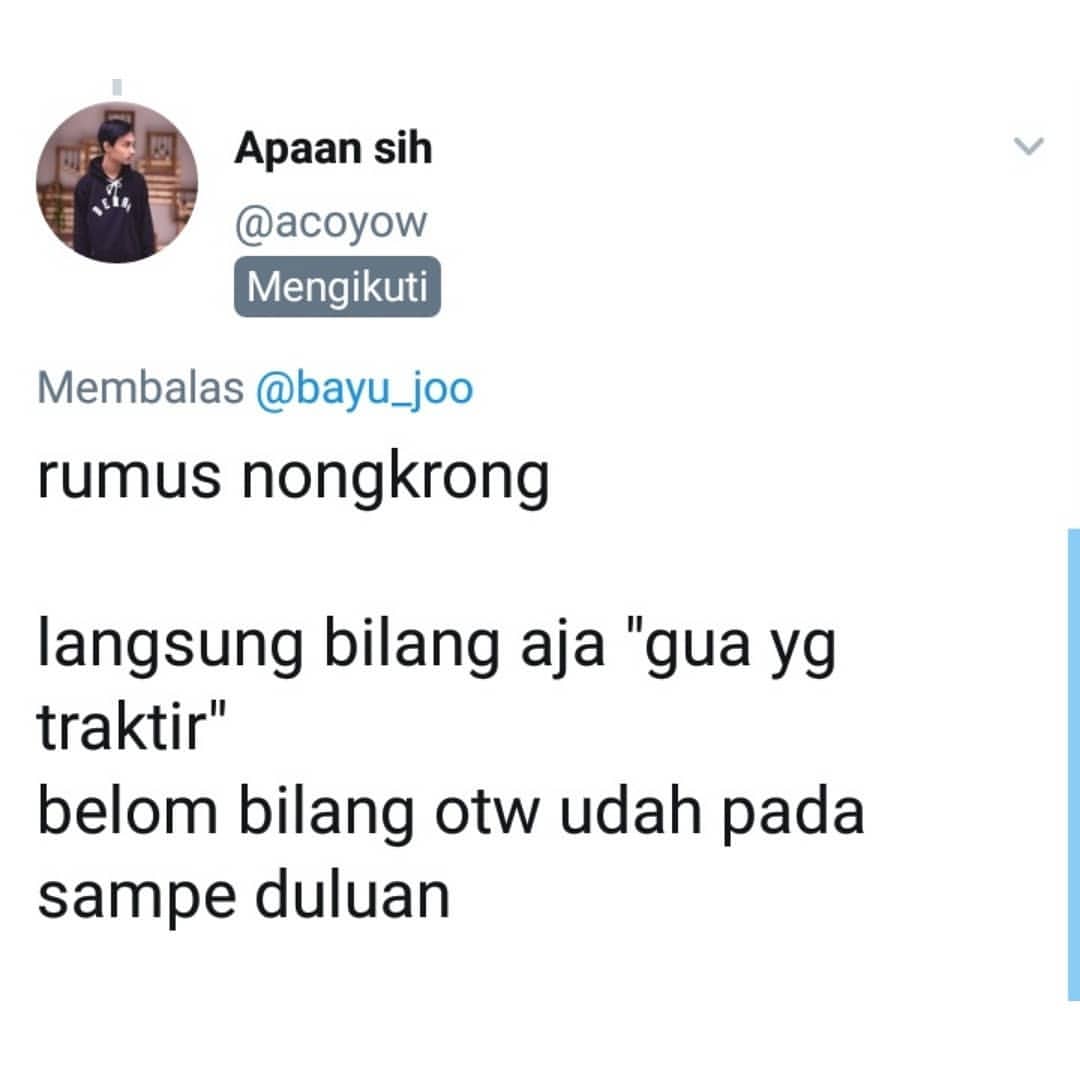 Apaan sih
@acoyow
Mengikuti
Membalas @bayu_joo
rumus nongkrong
langsung bilang aja "gua yg
traktir"
belom bilang otw udah pada
sampe duluan